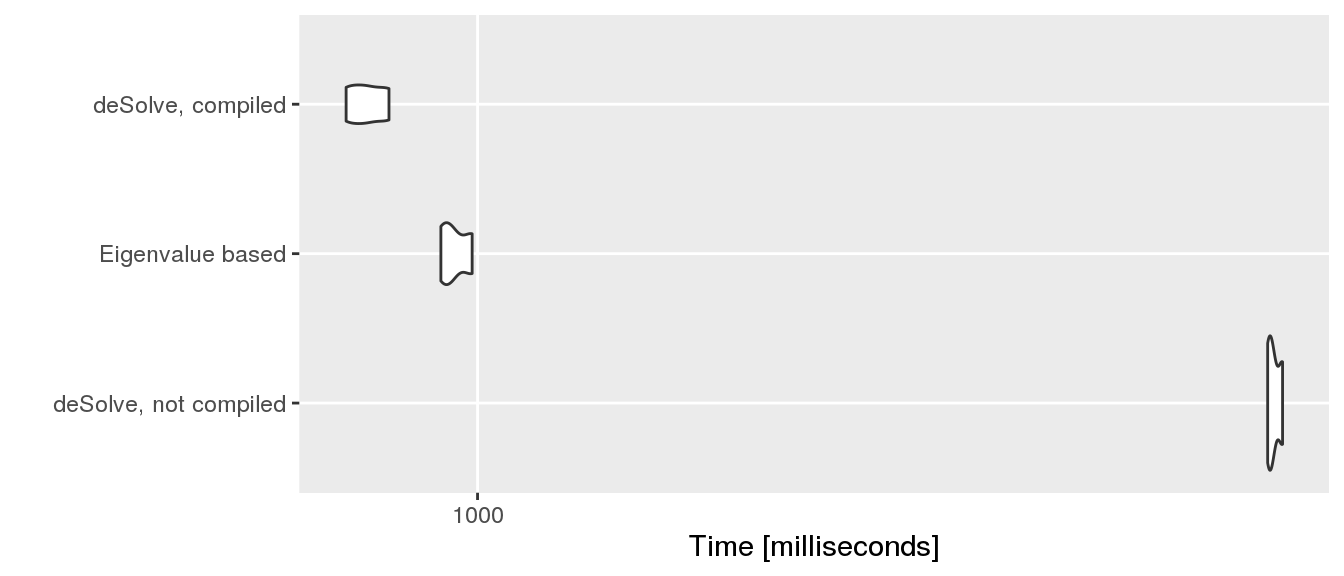 deSolve, compiled
Eigenvalue based
deSolve, not compiled
1000
Time [milliseconds]